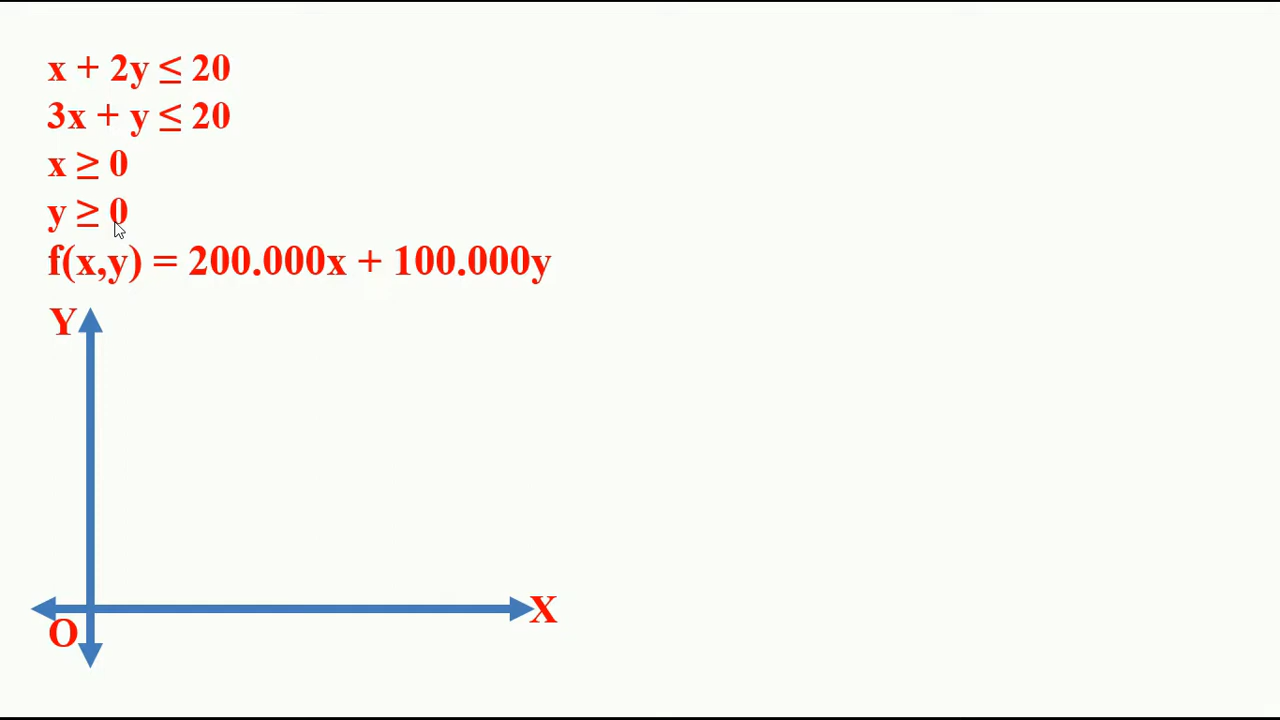 x + 2y ≤ 20
3x + y ≤ 20
x ≥ 0
y ≥ 0
f(x,y) = 200.000x + 100.000y
Y
X
O